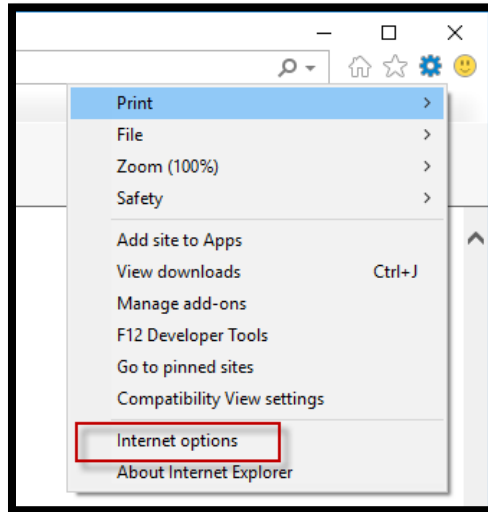 Print
File
Zoom (100%)
Safety
Add site to Apps
View downloads Ctrl+J
Manage add-ons
F12 Developer Tools
Go to pinned sites
Compatibility View settings
Internet options
About Internet Explorer